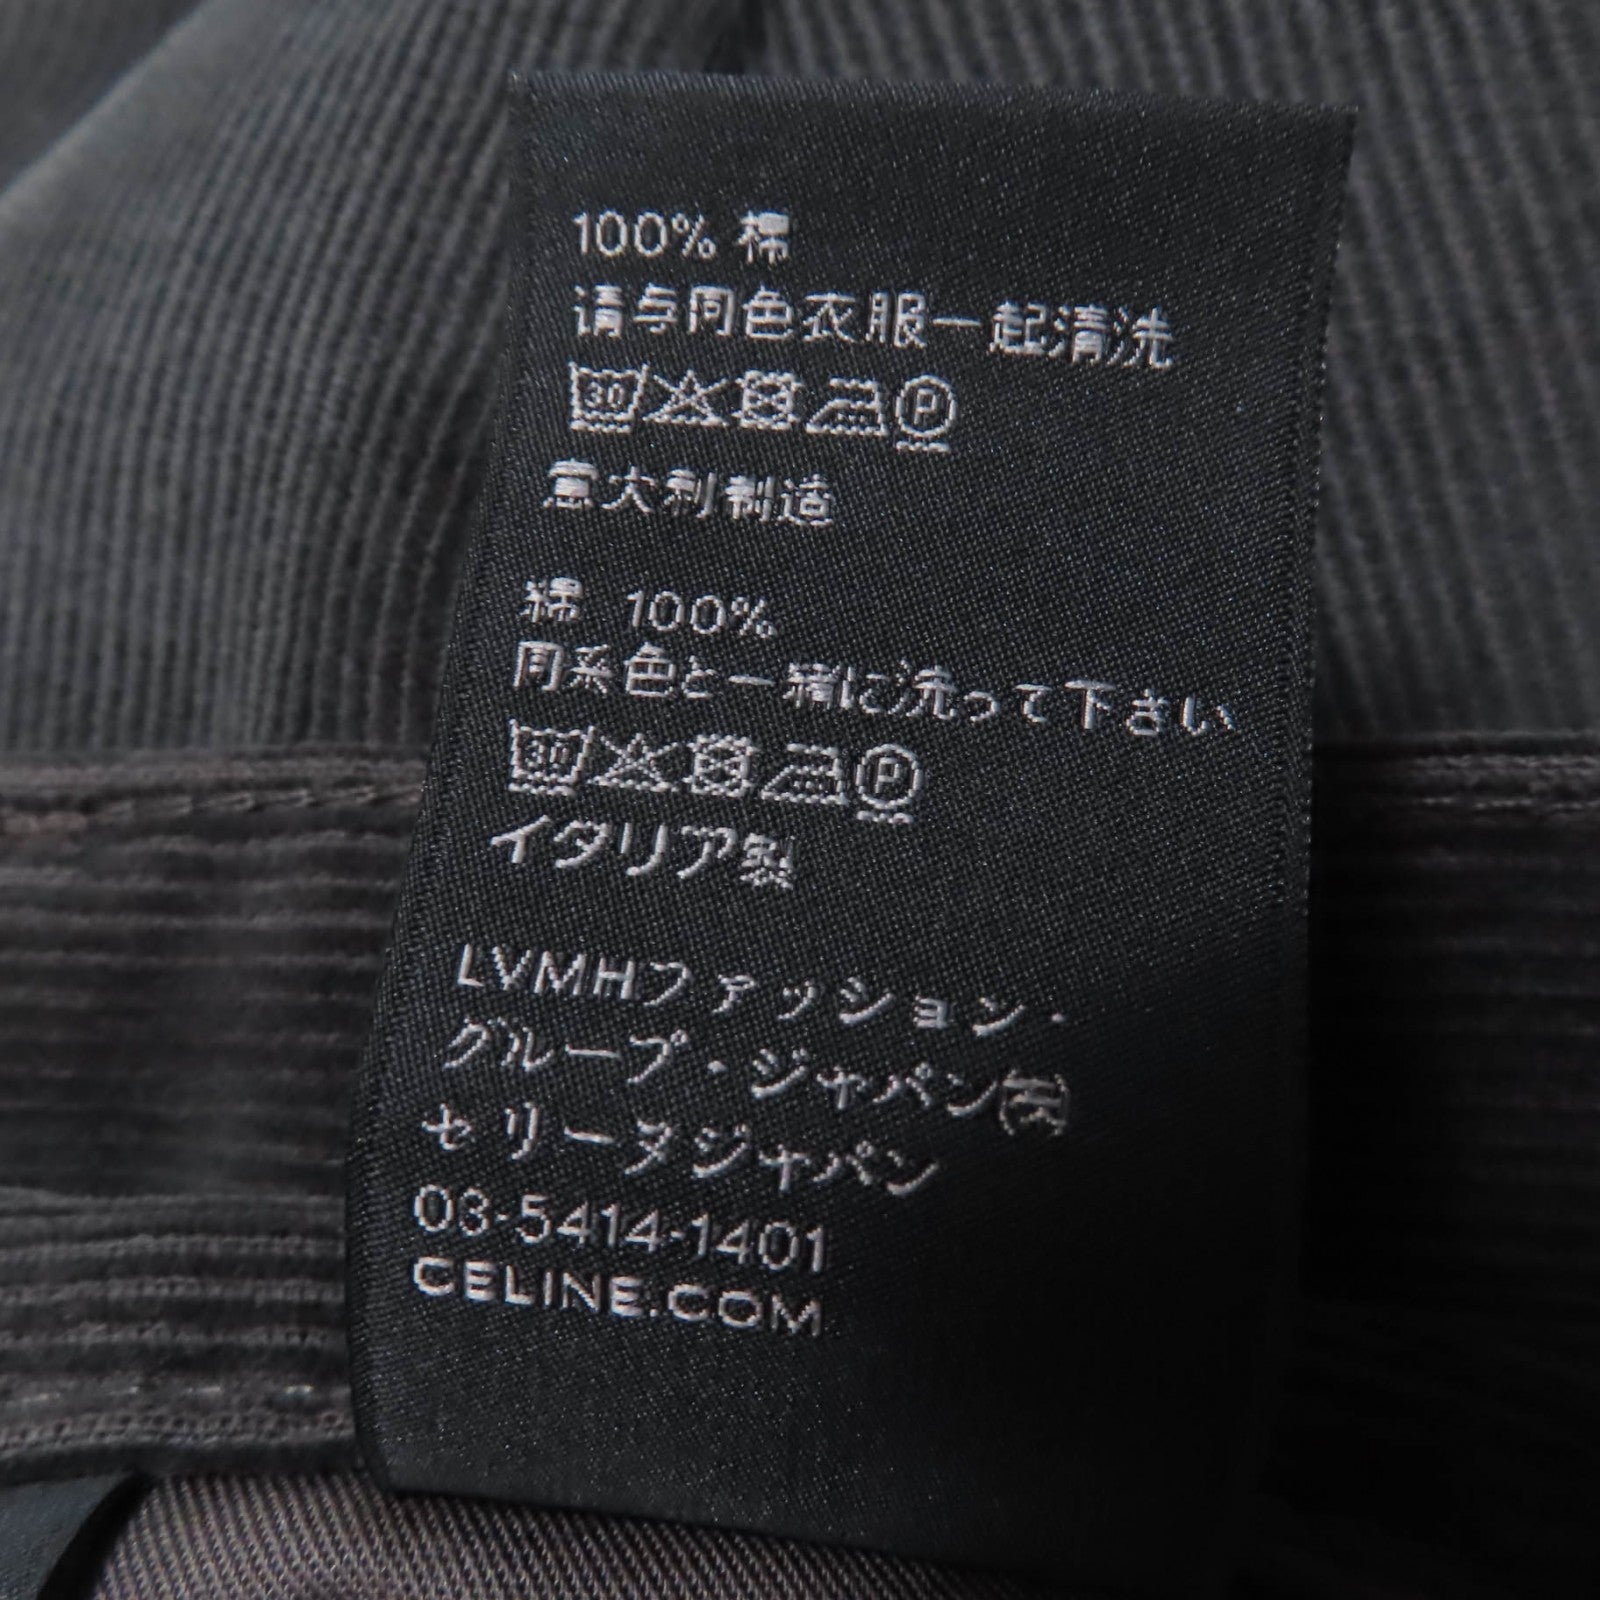 100% 棉
请与同色衣服一起清洗
30 P
意大利制造
綿 100%
同系色と一緒に洗って下さい
30 P
イタリア製
LVMHファッション・
グループ・ジャパン㈱
セリーヌジャパン
03-5414-1401
CELINE.COM